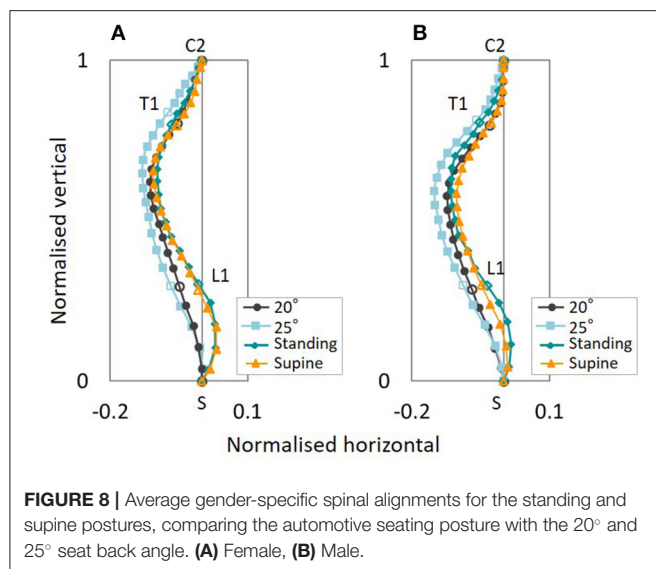 A
B
C2
C2
1
1
T1
T1
Normalised vertical
L1
L1
20°
25°
Standing
Supine
20°
25°
Standing
Supine
0
0
S
S
-0.2
0.1
-0.2
0.1
Normalised horizontal
FIGURE 8 | Average gender-specific spinal alignments for the standing and
supine postures, comparing the automotive seating posture with the 20° and
25° seat back angle. (A) Female, (B) Male.